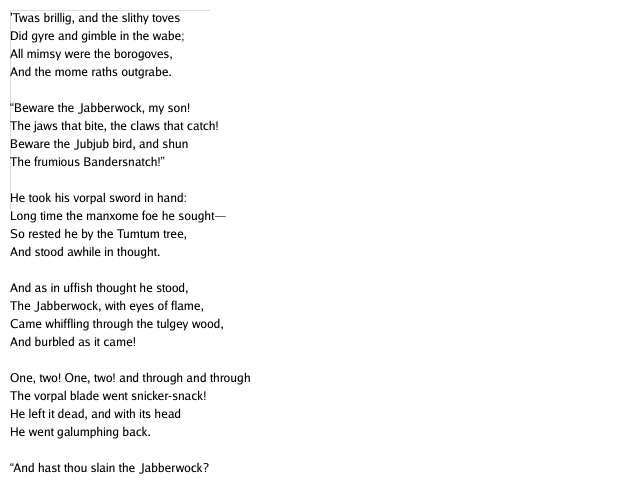 'Twas brillig, and the slithy toves
Did gyre and gimble in the wabe;
All mimsy were the borogoves,
And the mome raths outgrabe.

“Beware the Jabberwock, my son!
The jaws that bite, the claws that catch!
Beware the Jubjub bird, and shun
The frumious Bandersnatch!”

He took his vorpal sword in hand:
Long time the manxome foe he sought—
So rested he by the Tumtum tree,
And stood awhile in thought.

And as in uffish thought he stood,
The Jabberwock, with eyes of flame,
Came whiffling through the tulgey wood,
And burbled as it came!

One, two! One, two! and through and through
The vorpal blade went snicker-snack!
He left it dead, and with its head
He went galumphing back.

“And hast thou slain the Jabberwock?